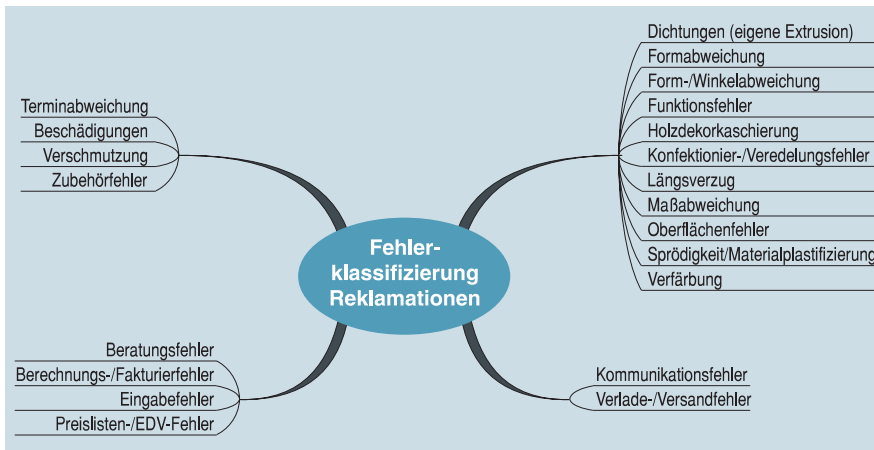 Dichtungen (eigene Extrusion)
Formabweichung
Form-/Winkelabweichung
Funktionsfehler
Holzdekorkaschierung
Konfektionier-/Veredelungsfehler
Längsverzug
Maßabweichung
Oberflächenfehler
Sprödigkeit/Materialplastifizierung
Verfärbung
Terminabweichung
Beschädigungen
Verschmutzung
Zubehörfehler
Fehler-
klassifizierung
Reklamationen
Beratungsfehler
Berechnungs-/Fakturierfehler
Eingabefehler
Preislisten-/EDV-Fehler
Kommunikationsfehler
Verlade-/Versandfehler